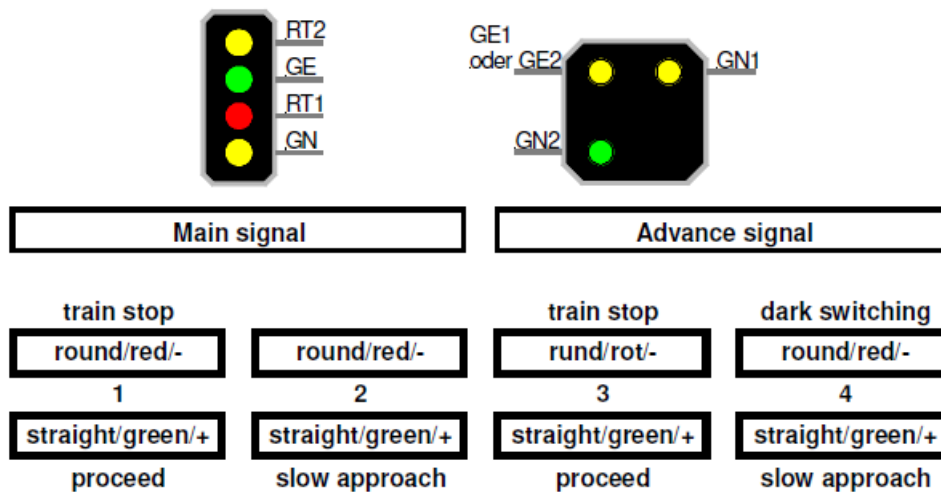 RT2
GE
RT1
GN
GE1
oder GE2
GN1
GN2
Main signal
Advance signal
train stop
train stop
dark switching
round/red/-
round/red/-
rund/rot/-
round/red/-
1
2
3
4
straight/green/+
straight/green/+
straight/green/+
straight/green/+
proceed
slow approach
proceed
slow approach